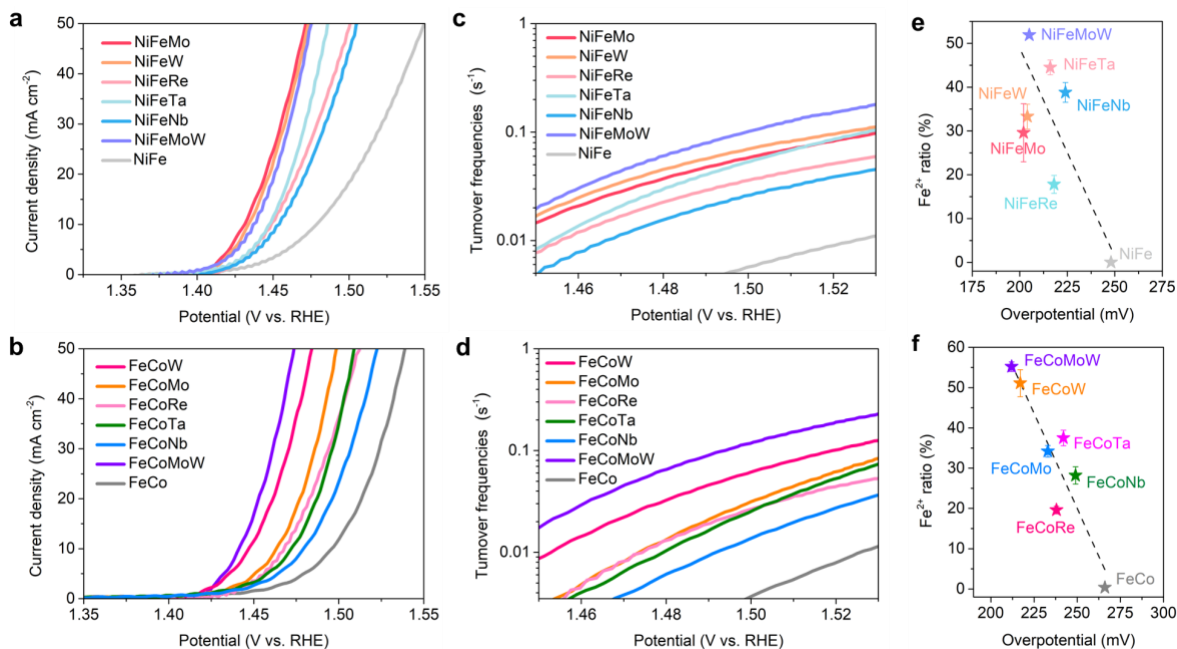 a
50
40
30
20
10
0
Current density (mA cm⁻²)
NiFeMo
NiFeW
NiFeRe
NiFeTa
NiFeNb
NiFeMoW
NiFe
1.35 1.40 1.45 1.50 1.55
Potential (V vs. RHE)
c
1
0.1
0.01
Turnover frequencies (s⁻¹)
NiFeMo
NiFeW
NiFeRe
NiFeTa
NiFeNb
NiFeMoW
NiFe
1.46 1.48 1.50 1.52
Potential (V vs. RHE)
e
60
50
40
30
20
10
0
Fe²⁺ ratio (%)
NiFeMoW
NiFeTa
NiFeW
NiFeNb
NiFeMo
NiFeRe
NiFe
175 200 225 250 275
Overpotential (mV)
b
50
40
30
20
10
0
Current density (mA cm⁻²)
FeCoW
FeCoMo
FeCoRe
FeCoTa
FeCoNb
FeCoMoW
FeCo
1.35 1.40 1.45 1.50 1.55
Potential (V vs. RHE)
d
1
0.1
0.01
Turnover frequencies (s⁻¹)
FeCoW
FeCoMo
FeCoRe
FeCoTa
FeCoNb
FeCoMoW
FeCo
1.46 1.48 1.50 1.52
Potential (V vs. RHE)
f
60
50
40
30
20
10
0
Fe²⁺ ratio (%)
FeCoMoW
FeCoW
FeCoTa
FeCoMo
FeCoNb
FeCoRe
FeCo
200 225 250 275 300
Overpotential (mV)